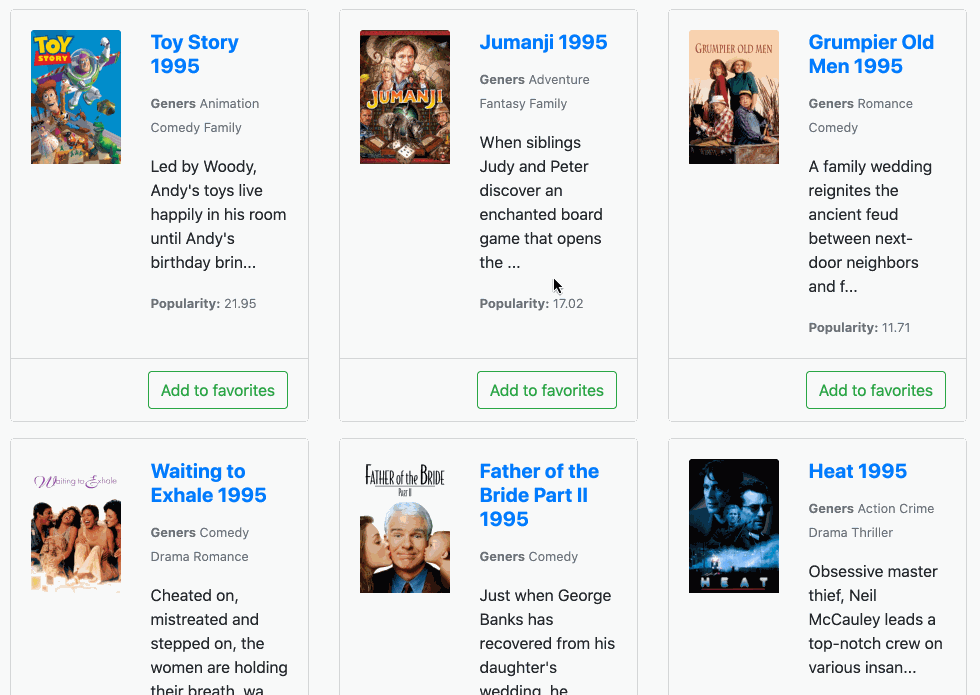 TOY
STORY
Toy Story
1995
Geners Animation
Comedy Family
Led by Woody,
Andy's toys live
happily in his room
until Andy's
birthday brin...
Popularity: 21.95
Add to favorites
JUMANJI
Jumanji 1995
Geners Adventure
Fantasy Family
When siblings
Judy and Peter
discover an
enchanted board
game that opens
the ...
Popularity: 17.02
Add to favorites
GRUMPIER OLD MEN
Grumpier Old
Men 1995
Geners Romance
Comedy
A family wedding
reignites the
ancient feud
between next-
door neighbors
and f...
Popularity: 11.71
Add to favorites
Waiting to Exhale
Waiting to
Exhale 1995
Geners Comedy
Drama Romance
Cheated on,
mistreated and
stepped on, the
women are holding
their breath, wa
FATHER of the BRIDE
Part II
Father of the
Bride Part II
1995
Geners Comedy
Just when George
Banks has
recovered from his
daughter's
wedding, he
HEAT
Heat 1995
Geners Action Crime
Drama Thriller
Obsessive master
thief, Neil
McCauley leads a
top-notch crew on
various insan...